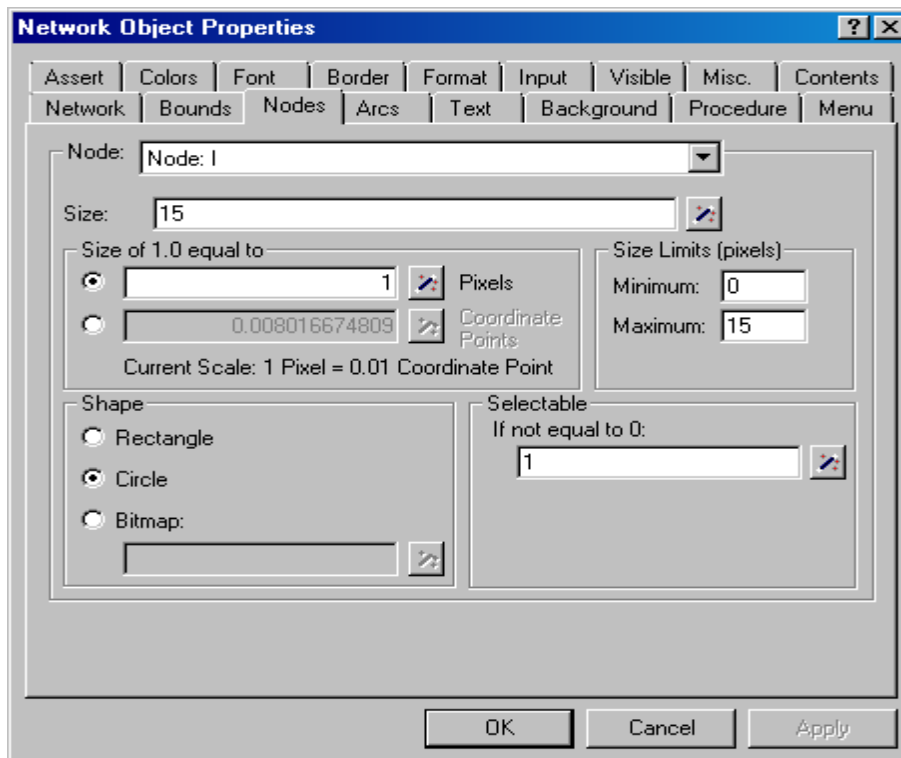 Network Object Properties
Assert Colors Font Border Format Input Visible Misc. Contents
Network Bounds Nodes Arcs Text Background Procedure Menu
Node: Node: I
Size: 15
Size of 1.0 equal to
1 Pixels
0.008016674809 Coordinate Points
Current Scale: 1 Pixel = 0.01 Coordinate Point
Size Limits (pixels)
Minimum: 0
Maximum: 15
Shape
Rectangle
Circle
Bitmap:
Selectable
If not equal to 0:
1
OK Cancel Apply